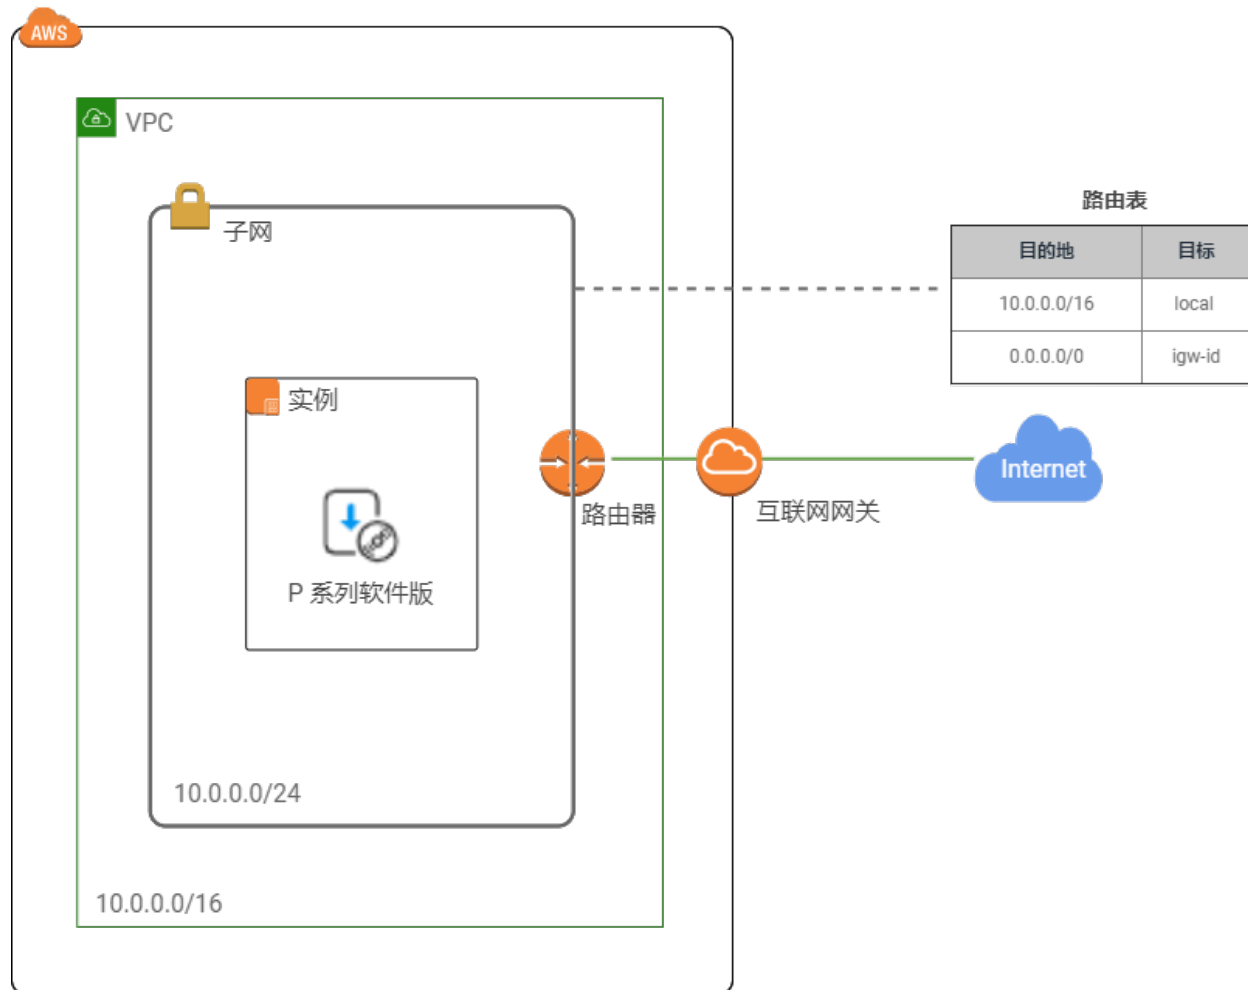 AWS
VPC
子网
路由表
目的地 目标
10.0.0.0/16 local
0.0.0.0/0 igw-id
实例
Internet
路由器
互联网网关
P 系列软件版
10.0.0.0/24
10.0.0.0/16